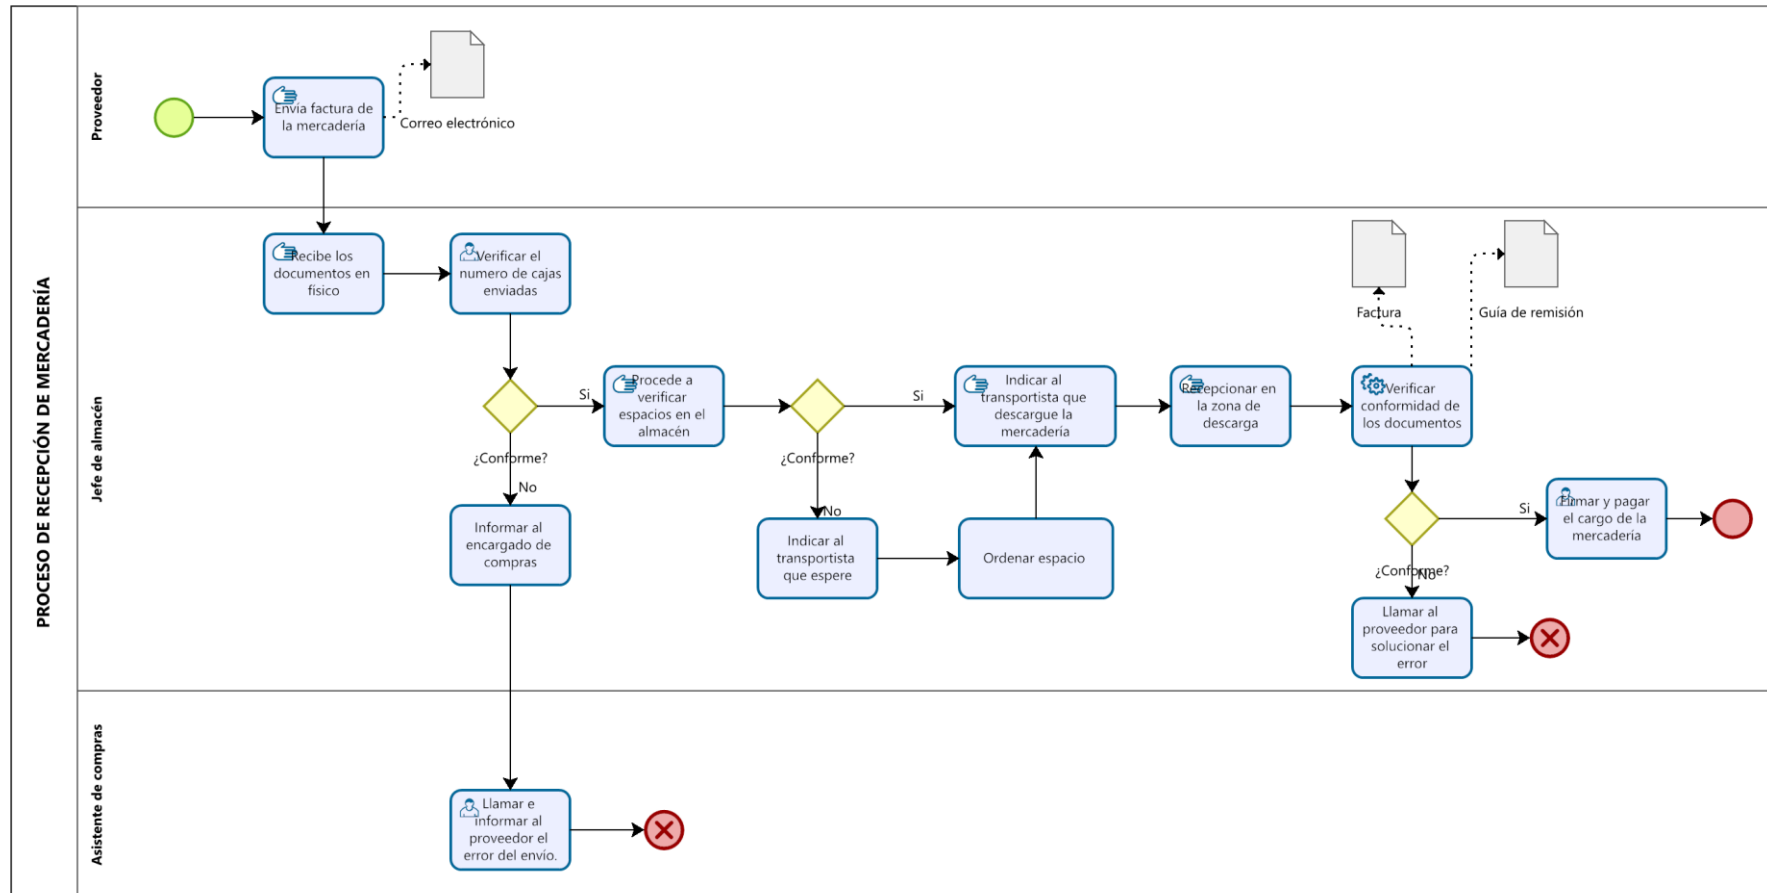 PROCESO DE RECEPCIÓN DE MERCADERÍA
Proveedor
Envía factura de
la mercadería
Correo electrónico
Jefe de almacén
Recibe los
documentos en
físico
Verificar el
numero de cajas
enviadas
¿Conforme?
Si
No
Procede a
verificar
espacios en el
almacén
Informar al
encargado de
compras
¿Conforme?
Si
No
Indicar al
transportista
que espere
Ordenar espacio
Indicar al
transportista que
descargue la
mercadería
Recepcionar en
la zona de
descarga
Verificar
conformidad de
los documentos
Factura
Guía de remisión
¿Conforme?
Si
No
Firmar y pagar
el cargo de la
mercadería
Llamar al
proveedor para
solucionar el
error
Asistente de compras
Llamar e
informar al
proveedor el
error del envío.